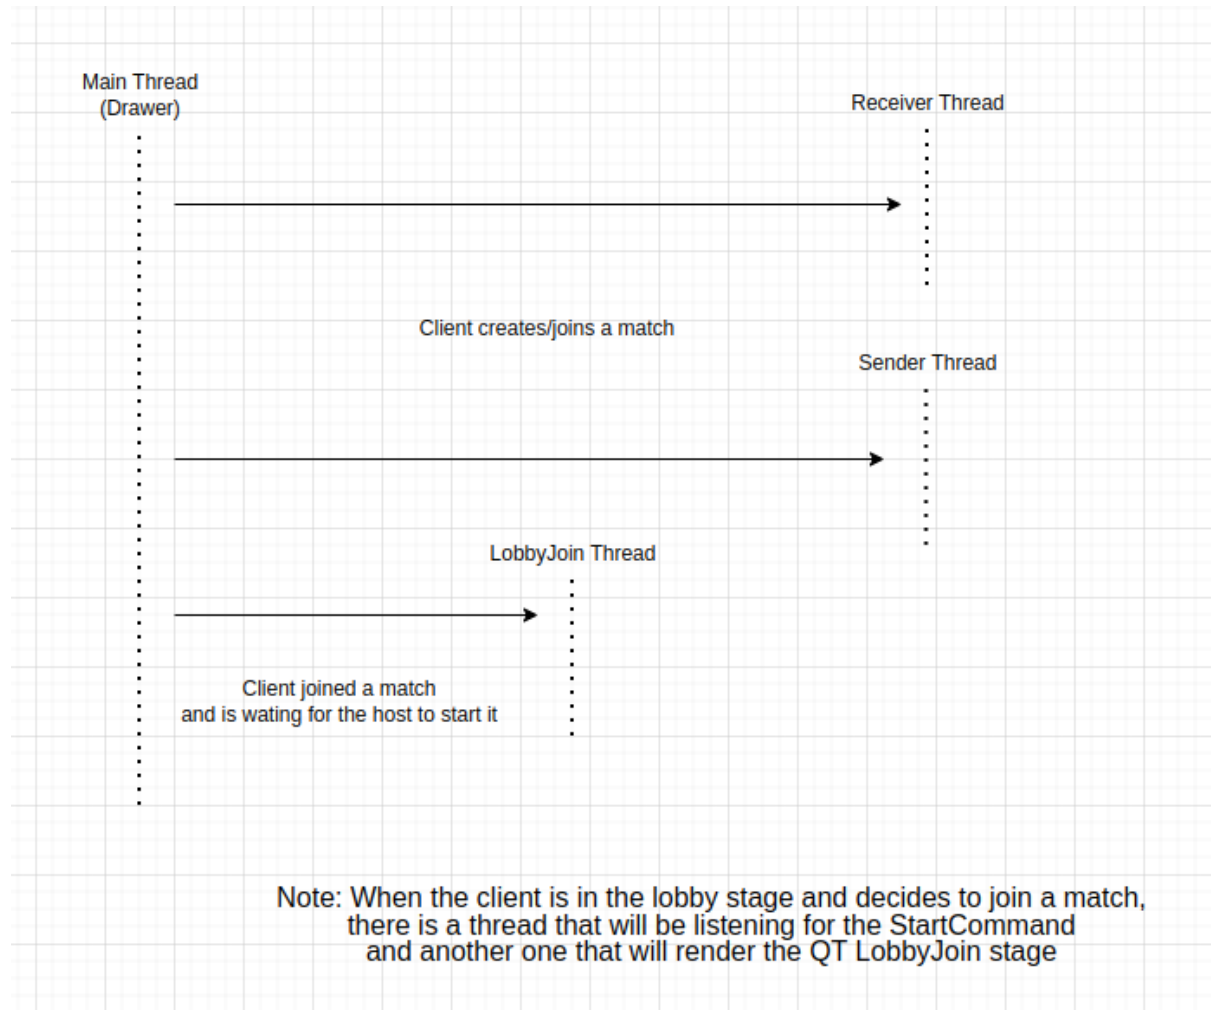 Main Thread
(Drawer)
Receiver Thread
Client creates/joins a match
Sender Thread
LobbyJoin Thread
Client joined a match
and is wating for the host to start it
Note: When the client is in the lobby stage and decides to join a match,
there is a thread that will be listening for the StartCommand
and another one that will render the QT LobbyJoin stage